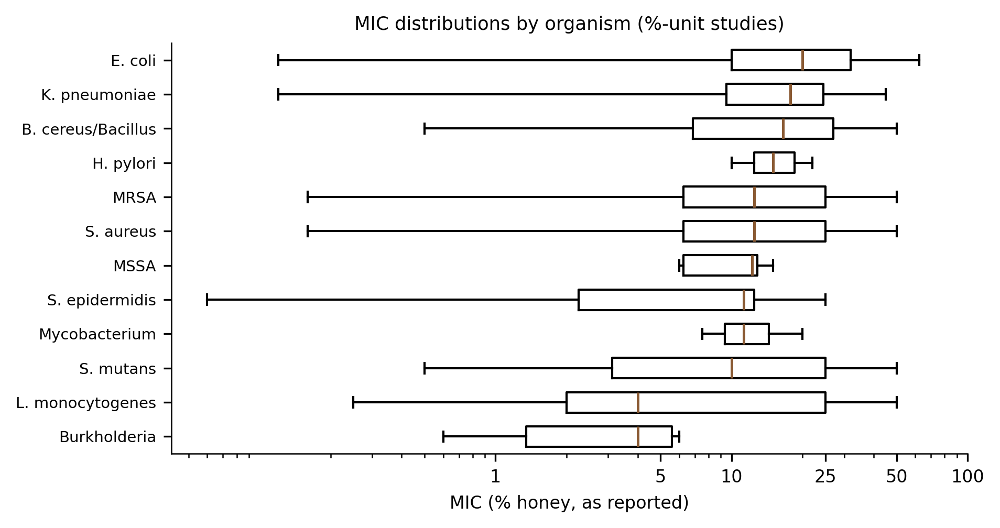 MIC distributions by organism (%-unit studies)
E. coli
K. pneumoniae
B. cereus/Bacillus
H. pylori
MRSA
S. aureus
MSSA
S. epidermidis
Mycobacterium
S. mutans
L. monocytogenes
Burkholderia
1 5 10 25 50 100
MIC (% honey, as reported)